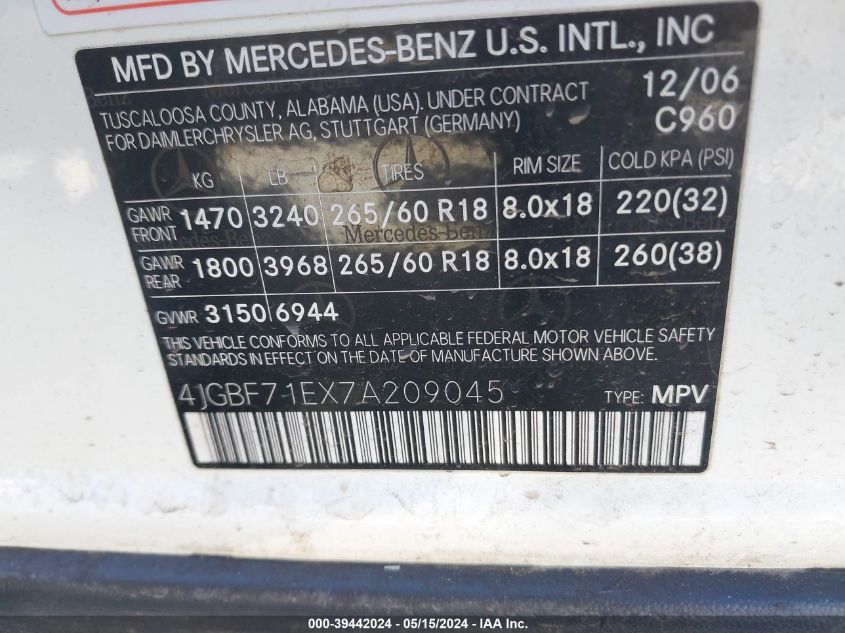 MFD BY MERCEDES-BENZ U.S. INTL., INC
TUSCALOOSA COUNTY, ALABAMA (USA). UNDER CONTRACT 12/06
FOR DAIMLERCHRYSLER AG, STUTTGART (GERMANY) C960
KG LB TIRES RIM SIZE COLD KPA (PSI)
GAWR FRONT 1470 3240 265/60 R18 8.0x18 220(32)
Mercedes-Benz
GAWR REAR 1800 3968 265/60 R18 8.0x18 260(38)
GVWR 3150 6944
THIS VEHICLE CONFORMS TO ALL APPLICABLE FEDERAL MOTOR VEHICLE SAFETY
STANDARDS IN EFFECT ON THE DATE OF MANUFACTURE SHOWN ABOVE.
4JGBF71EX7A209045 TYPE: MPV
000-39442024 - 05/15/2024 - IAA Inc.